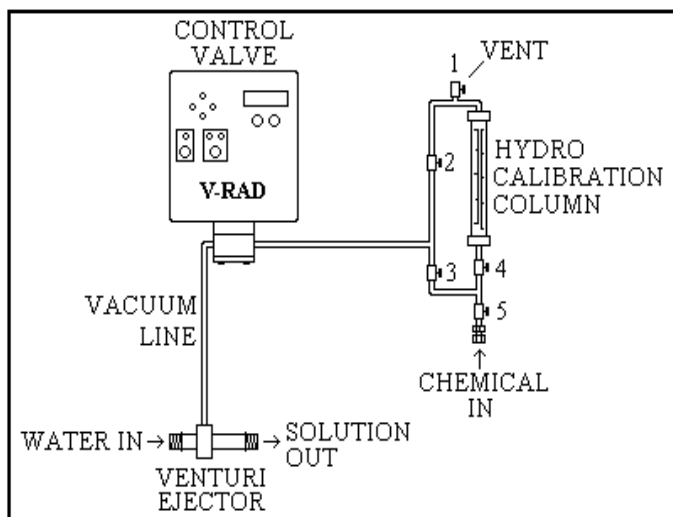 CONTROL
VALVE
1
VENT
2
HYDRO
CALIBRATION
COLUMN
V-RAD
3
4
5
VACUUM
LINE
CHEMICAL
IN
WATER IN
SOLUTION
OUT
VENTURI
EJECTOR